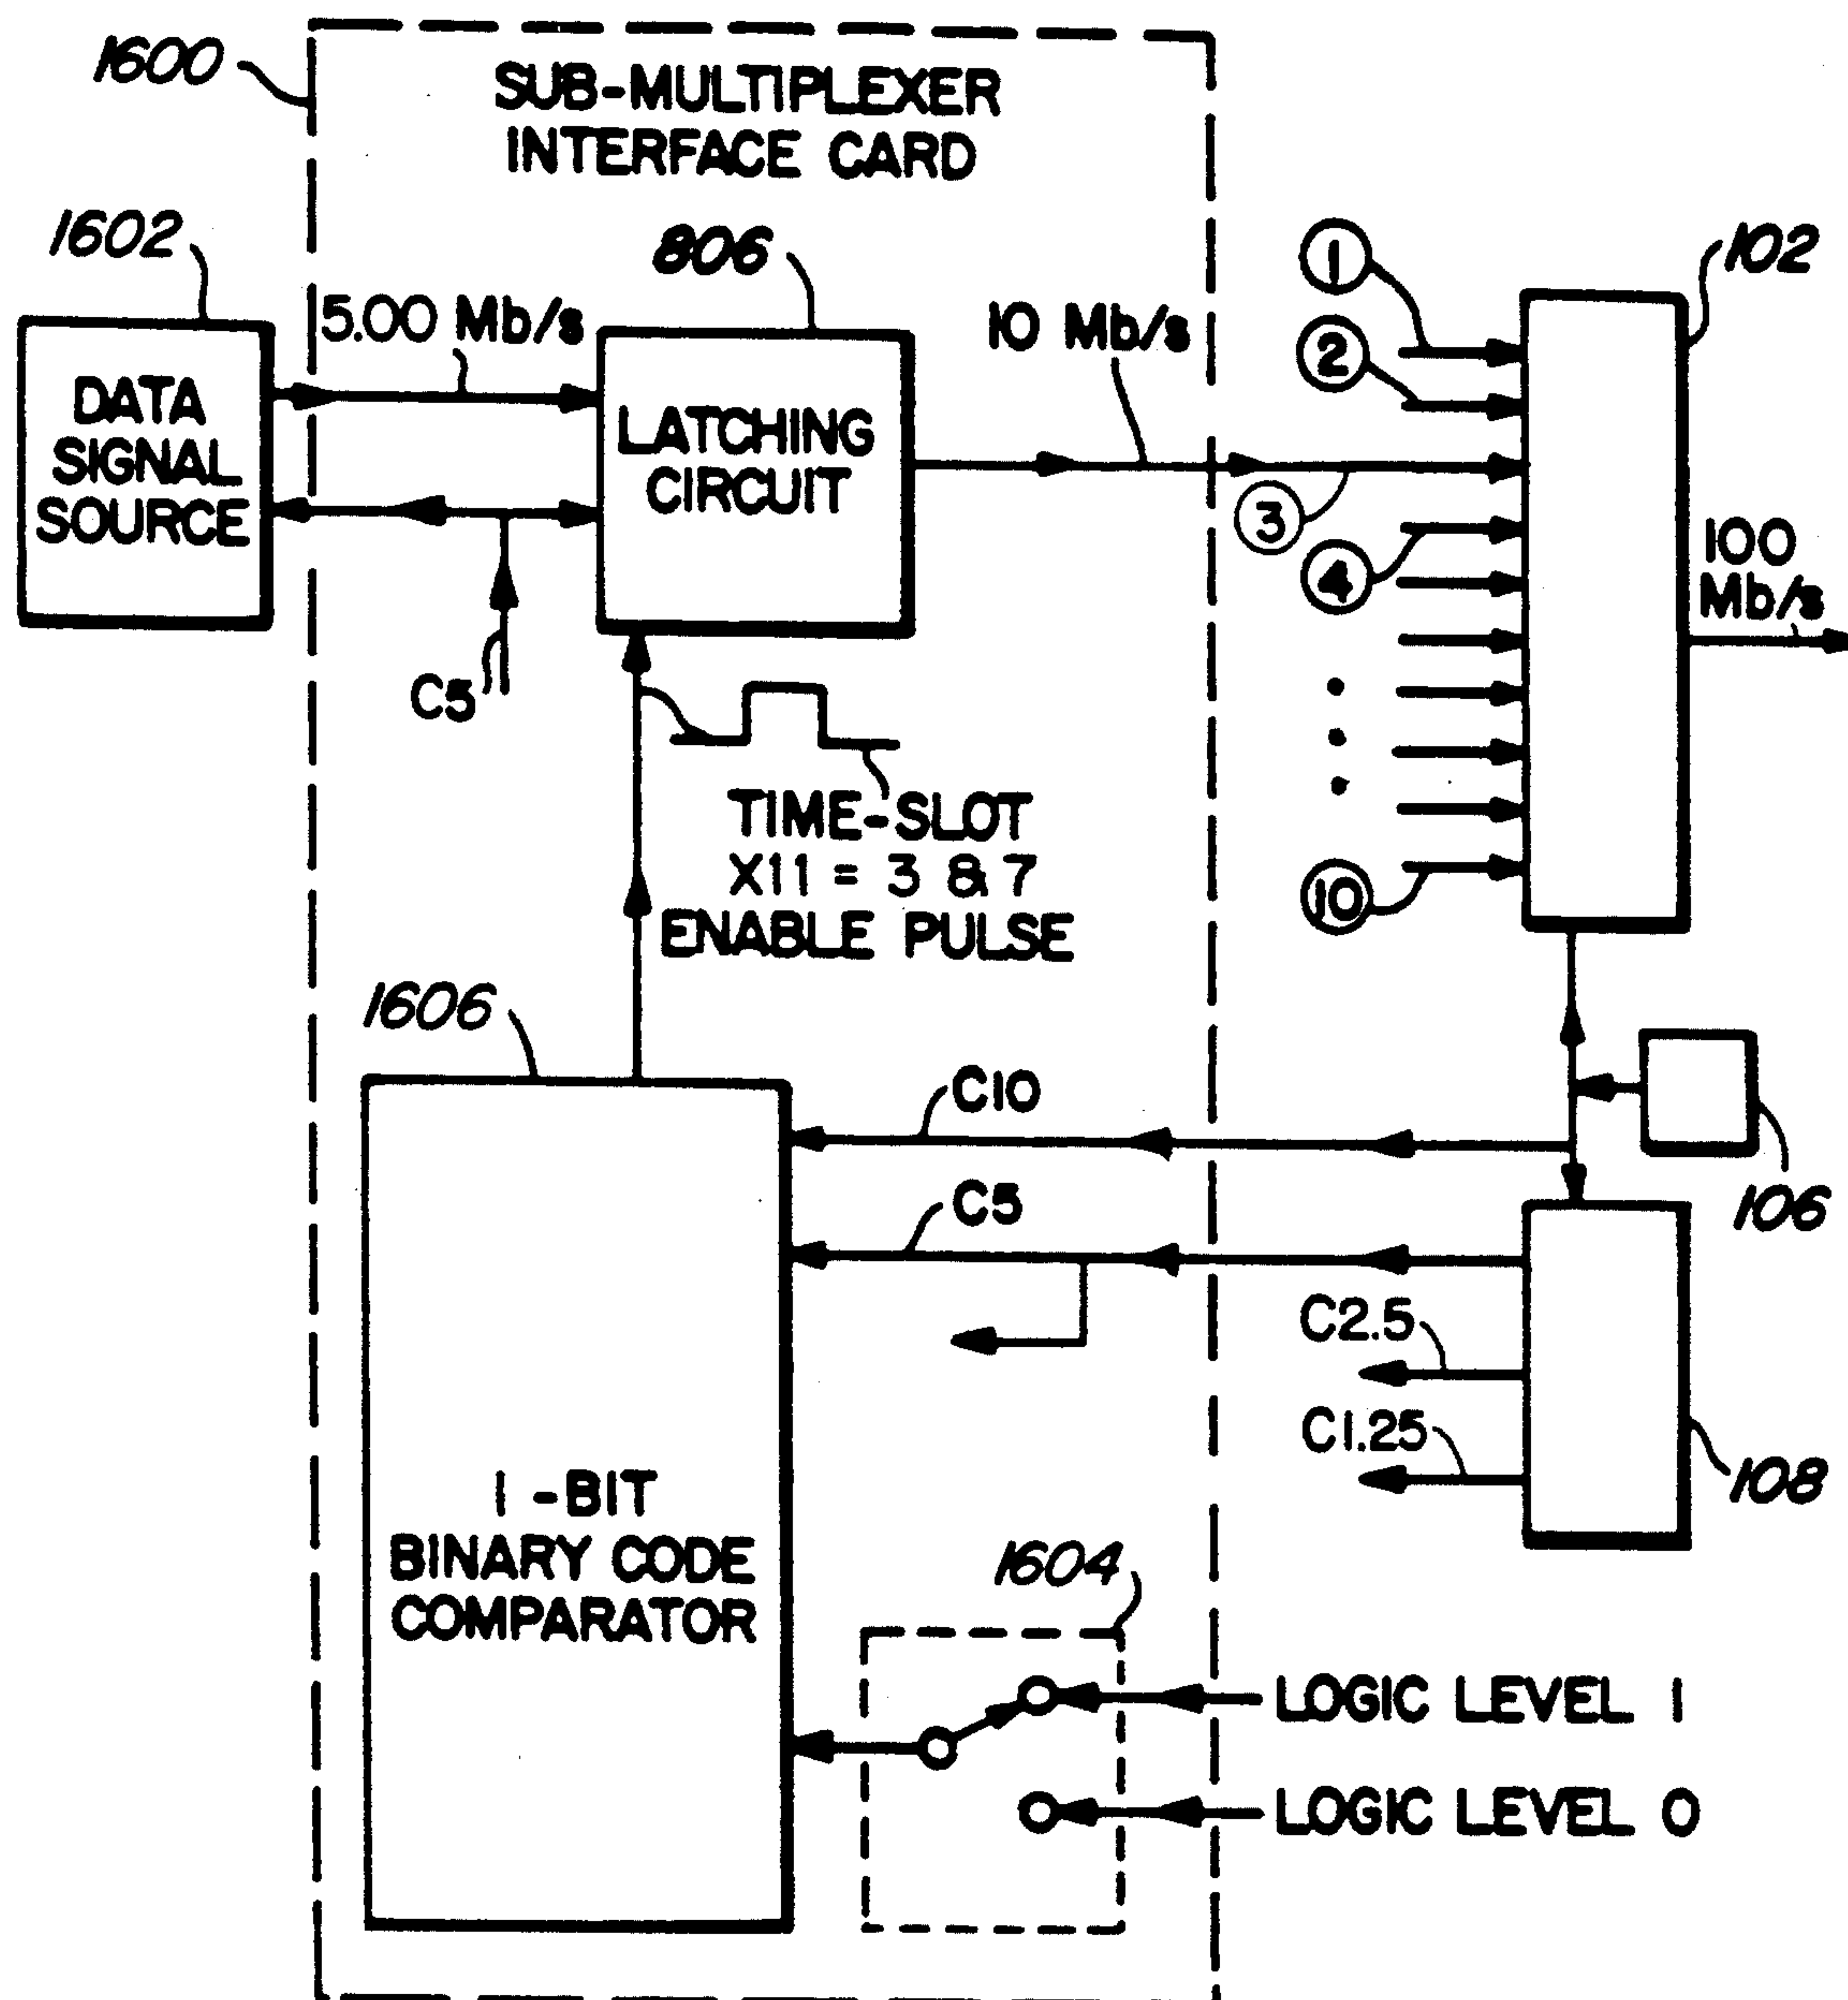 1600
SUB-MULTIPLEXER
INTERFACE CARD
1602
806
102
5.00 Mb/s
10 Mb/s
1
2
DATA
SIGNAL
SOURCE
LATCHING
CIRCUIT
3
4
100
Mb/s
C5
TIME-SLOT
X11 = 3 & 7
ENABLE PULSE
10
1606
C10
C5
106
C2.5
C1.25
108
1-BIT
BINARY CODE
COMPARATOR
1604
LOGIC LEVEL 1
LOGIC LEVEL 0